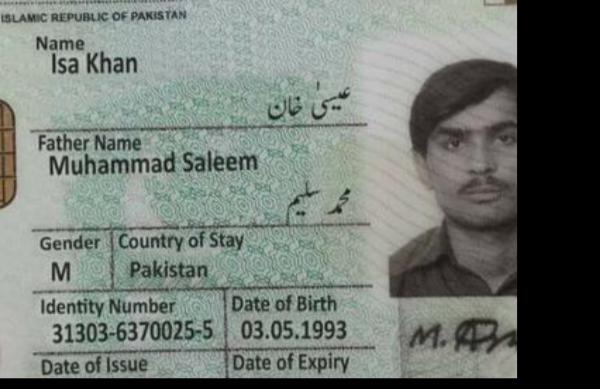 ISLAMIC REPUBLIC OF PAKISTAN
Name
Isa Khan
عیسیٰ خان
Father Name
Muhammad Saleem
محمد سلیم
Gender Country of Stay
M Pakistan
Identity Number Date of Birth
31303-6370025-5 03.05.1993
Date of Issue Date of Expiry